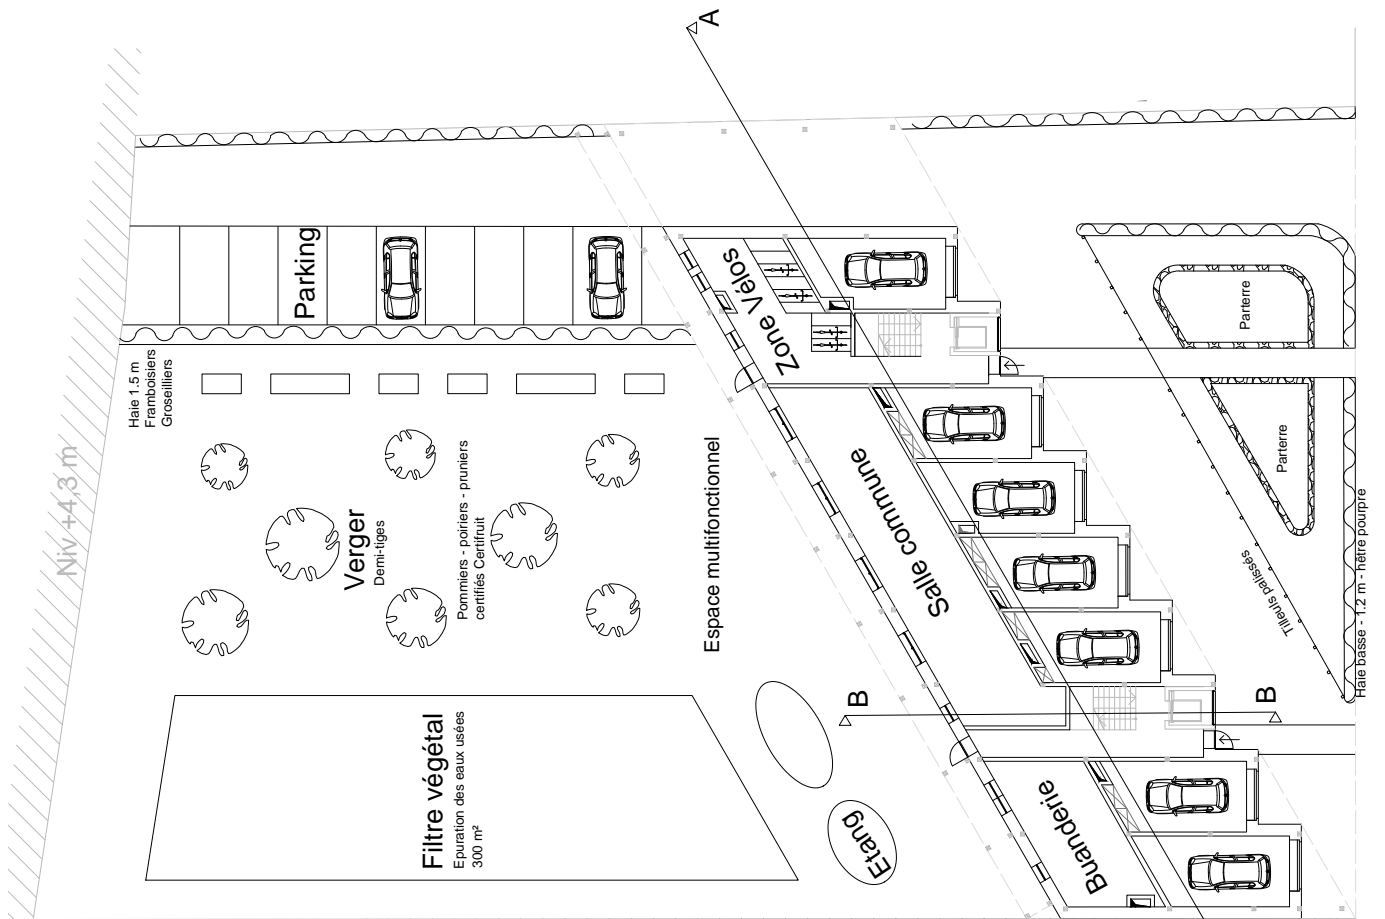 A
Niv +4,3 m
Parking
Zone Vélos
Haie 1.5 m
Framboisiers
Groseilliers
Parterre
Parterre
Verger
Demi-tiges
Pommiers - poiriers - pruniers
certifiés Certifruit
Espace multifonctionnel
Salle commune
Tilleuls palissés
Haie basse - 1.2 m - hêtre pourpre
B
B
Filtre végétal
Epuration des eaux usées
300 m²
Etang
Buanderie